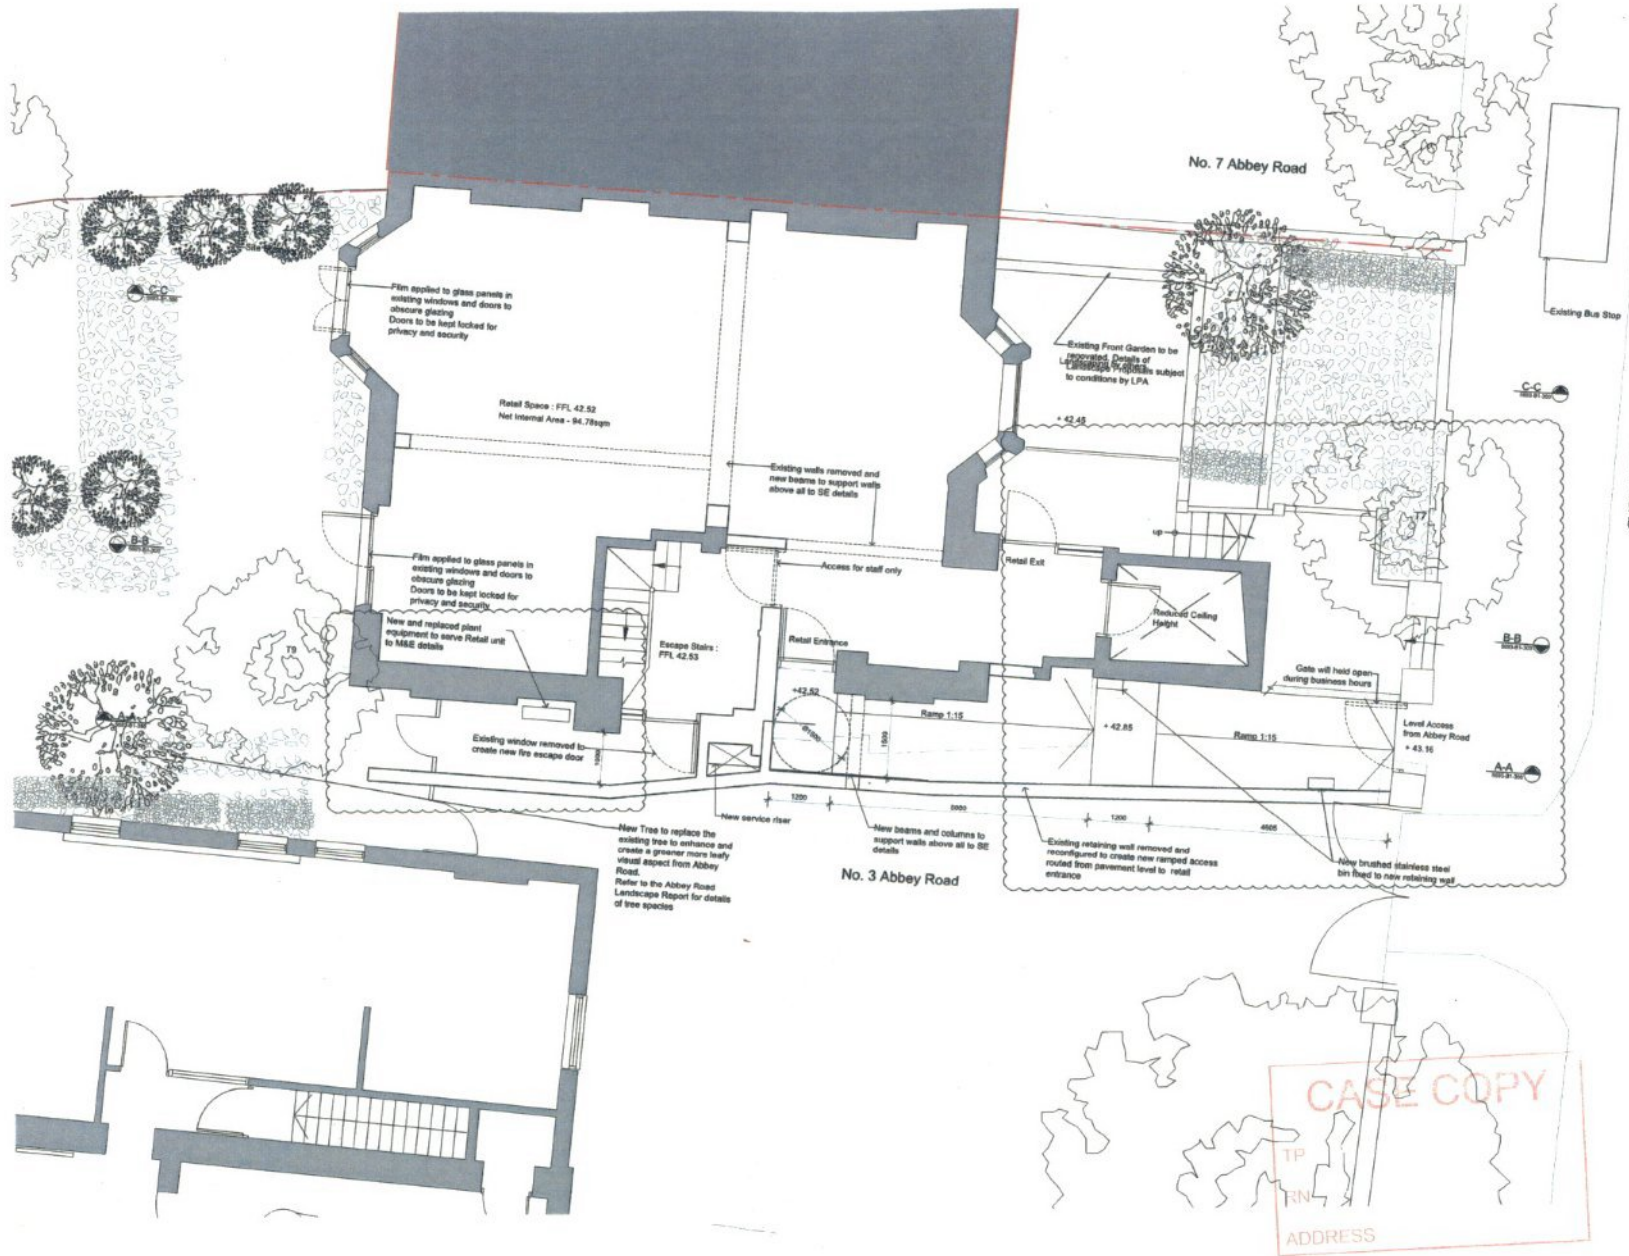 No. 7 Abbey Road
Existing Bus Stop
C-C
C-C
Film applied to glass panels in
existing windows and doors to
obscure glazing
Doors to be kept locked for
privacy and security
Existing Front Garden to be
renovated. Details of
Landscape Proposals subject
to conditions by LPA
+ 42.45
Retail Space : FFL 42.52
Net Internal Area - 94.78sqm
Existing walls removed and
new beams to support walls
above all to SE details
B-B
T7
up
Film applied to glass panels in
existing windows and doors to
obscure glazing
Doors to be kept locked for
privacy and security
Access for staff only
Retail Exit
Reduced Ceiling
Height
New and replaced plant
equipment to serve Retail unit
to M&E details
Escape Stairs :
FFL 42.53
Retail Entrance
B-B
T9
Gate will held open
during business hours
+42.52
Ramp 1:15
+ 42.85
Ramp 1:15
Level Access
from Abbey Road
+ 43.16
A-A
A-A
Existing window removed to
create new fire escape door
1500
1200
1200
4605
New service riser
New Tree to replace the
existing tree to enhance and
create a greener more leafy
visual aspect from Abbey
Road.
Refer to the Abbey Road
Landscape Report for details
of tree species
New beams and columns to
support walls above all to SE
details
Existing retaining wall removed and
reconfigured to create new ramped access
routed from pavement level to retail
entrance
New brushed stainless steel
bin fixed to new retaining wall
No. 3 Abbey Road
CASE COPY
TP
RN
ADDRESS